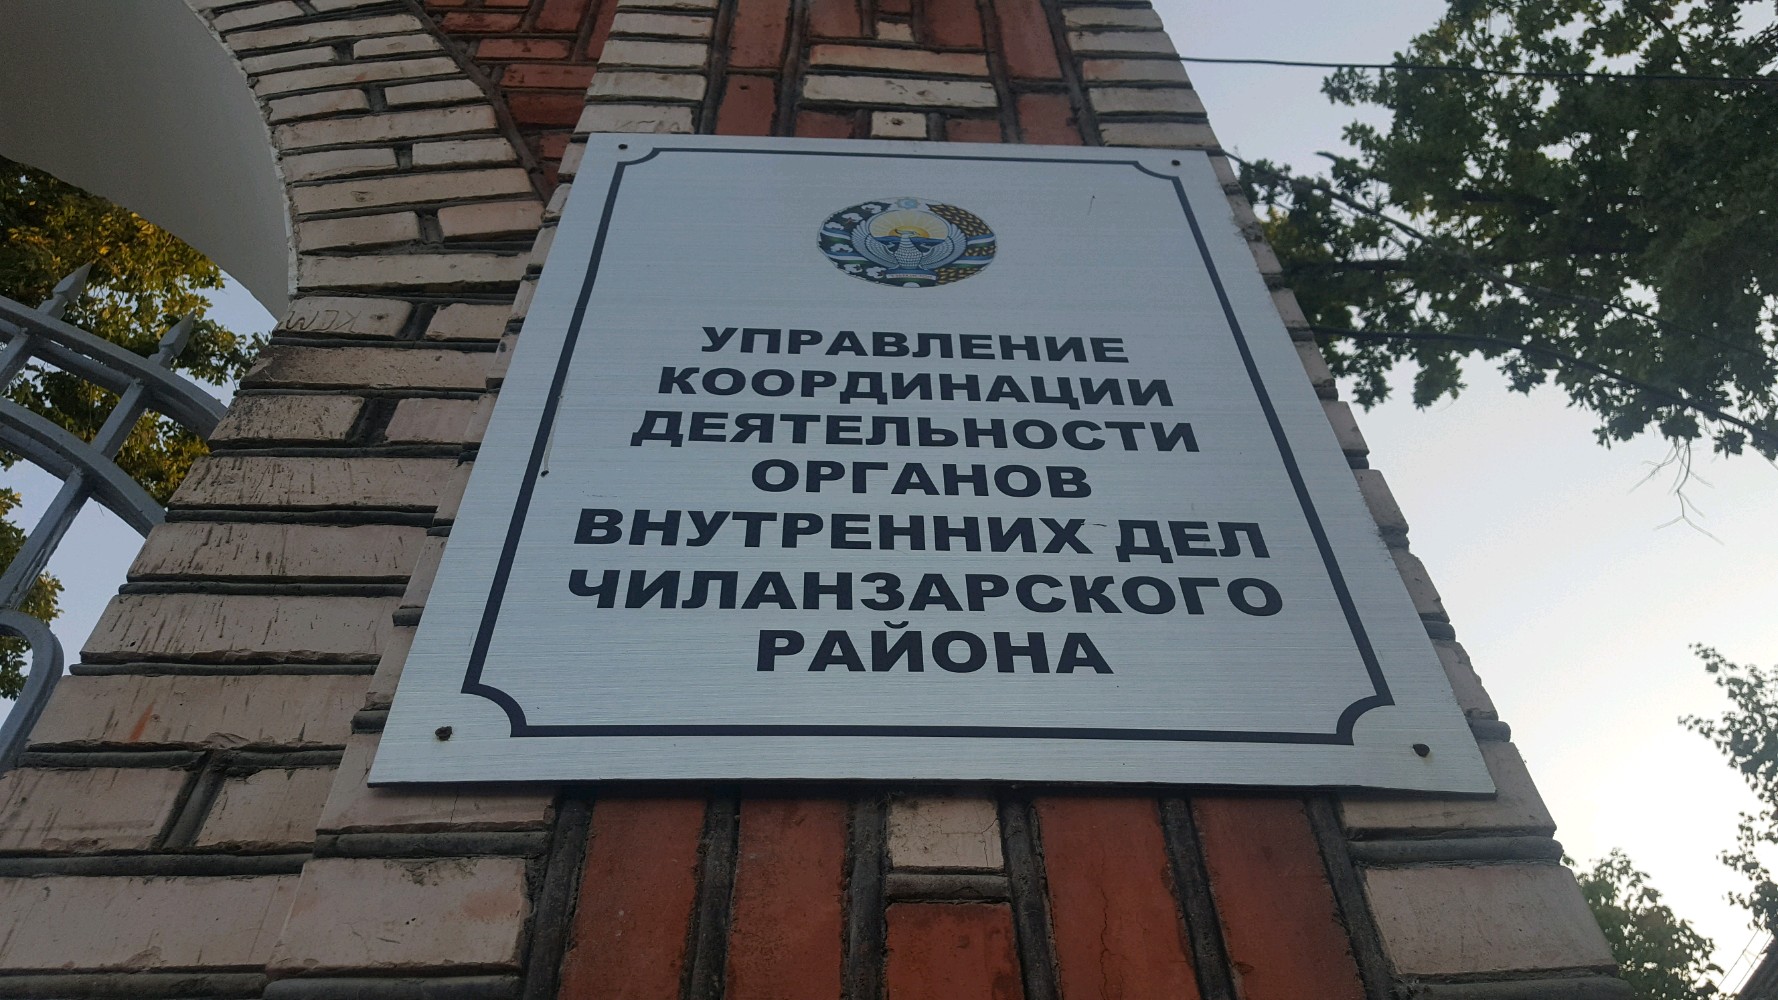 УПРАВЛЕНИЕ
КООРДИНАЦИИ
ДЕЯТЕЛЬНОСТИ
ОРГАНОВ
ВНУТРЕННИХ ДЕЛ
ЧИЛАНЗАРСКОГО
РАЙОНА